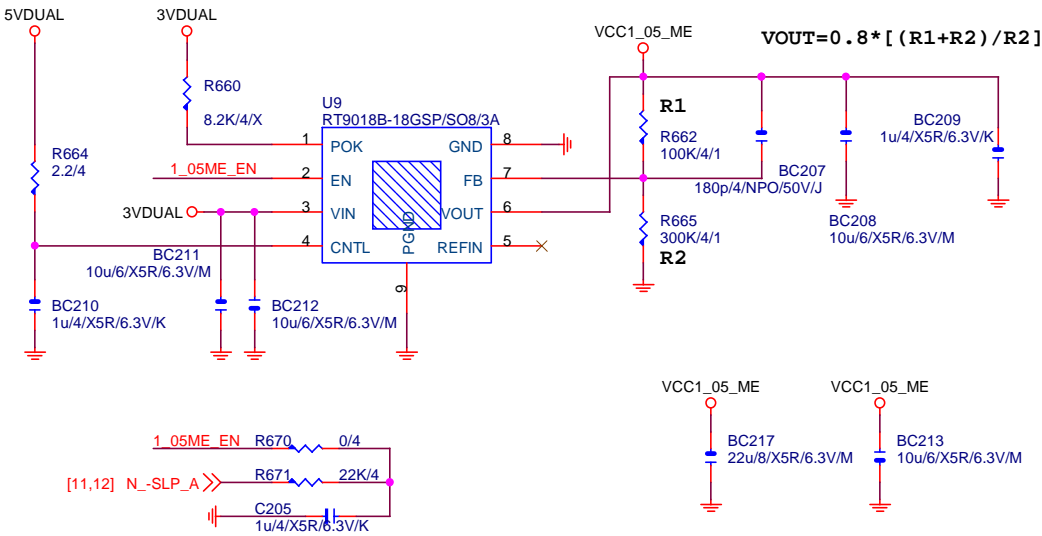 5VDUAL
3VDUAL
VCC1_05_ME
VOUT=0.8*[(R1+R2)/R2]
R660
8.2K/4/X
U9
RT9018B-18GSP/SO8/3A
R1
R662
100K/4/1
BC209
1u/4/X5R/6.3V/K
R664
2.2/4
1_05ME_EN
3VDUAL
1
POK
2
EN
3
VIN
4
CNTL
GND
8
FB
7
VOUT
6
REFIN
5
PGND
9
BC207
180p/4/NPO/50V/J
R665
300K/4/1
R2
BC208
10u/6/X5R/6.3V/M
BC211
10u/6/X5R/6.3V/M
BC210
1u/4/X5R/6.3V/K
BC212
10u/6/X5R/6.3V/M
VCC1_05_ME
VCC1_05_ME
BC217
22u/8/X5R/6.3V/M
BC213
10u/6/X5R/6.3V/M
1_05ME_EN
R670
0/4
[11,12]
N_-SLP_A
R671
22K/4
C205
1u/4/X5R/6.3V/K